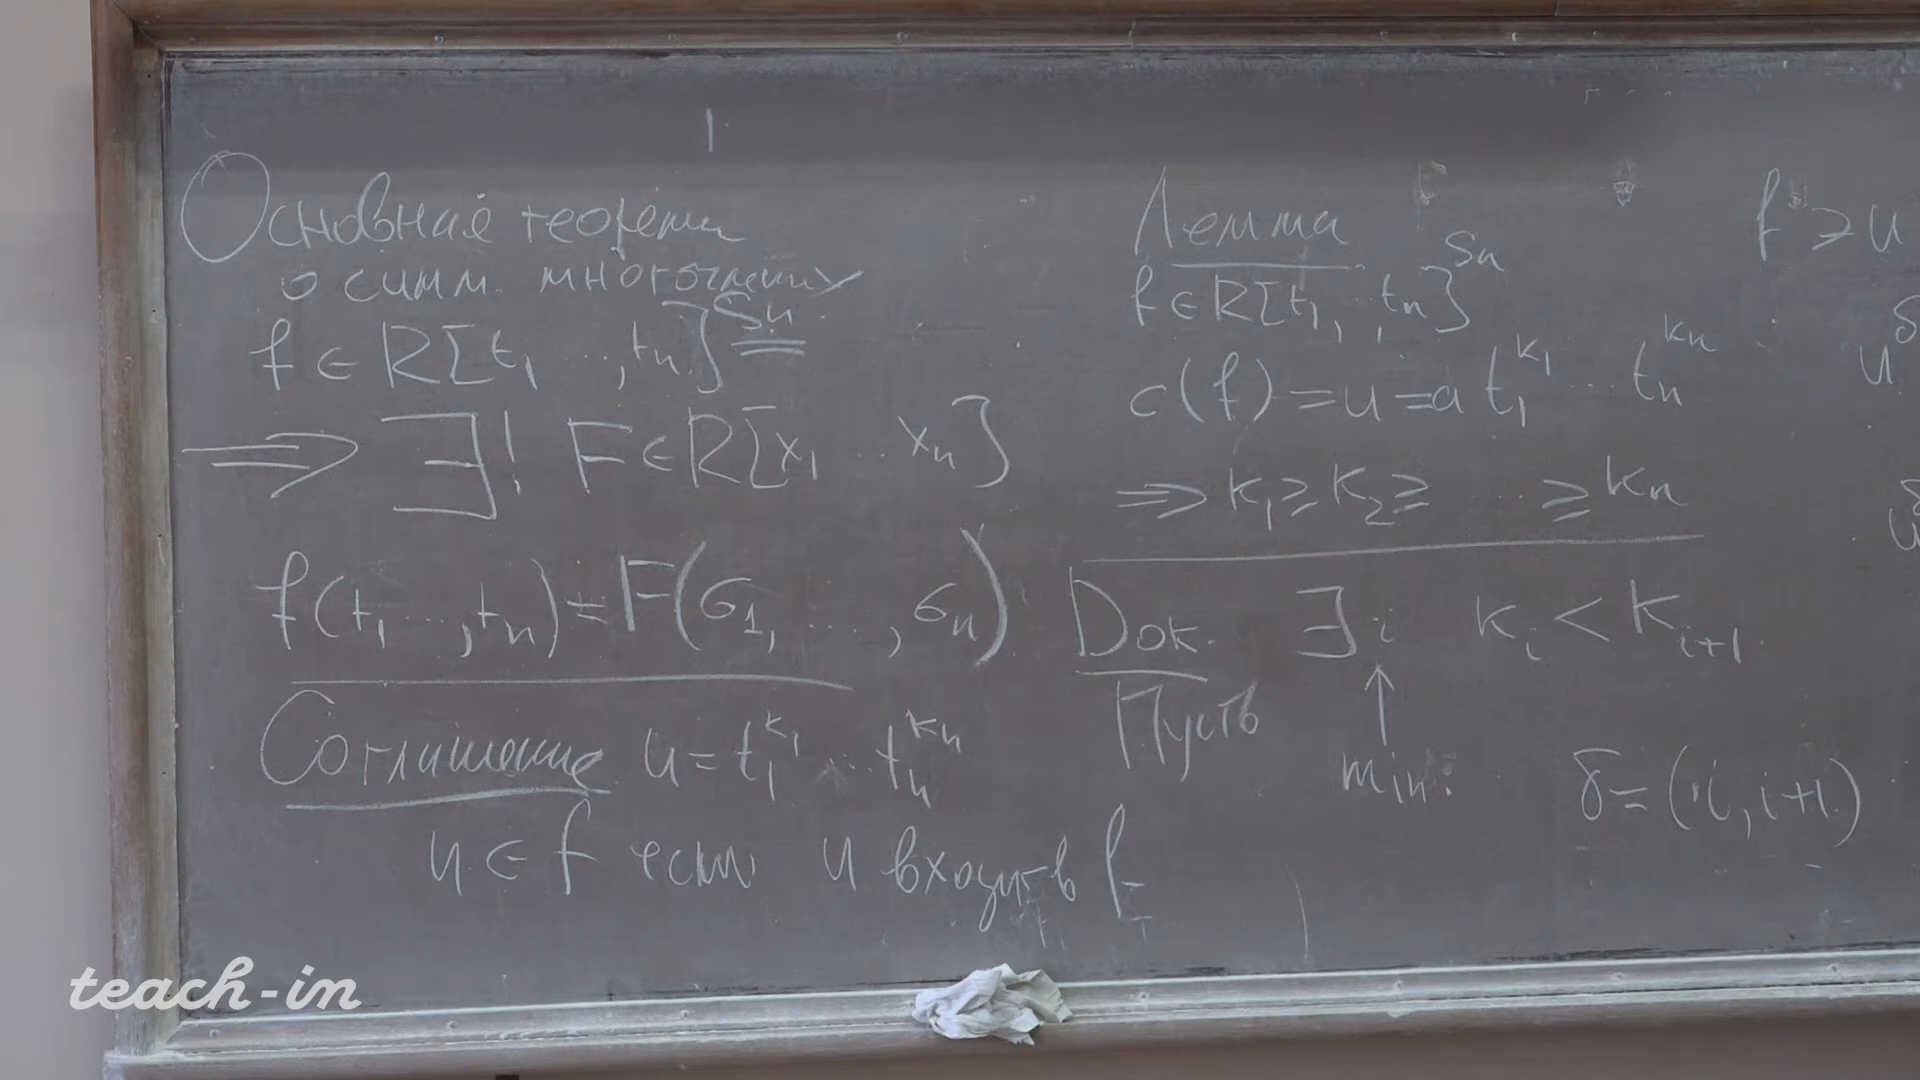 Основная теорема
о симм. многочленах
f ∈ R[t₁ ..., tₙ]^Sₙ
⟹ ∃! F ∈ R[x₁ ... xₙ]
f(t₁ ..., tₙ) = F(σ₁, ..., σₙ)
Соглашение u = t₁^k₁ ... tₙ^kₙ
u ∈ f если u входит в f
Лемма
f ∈ R[t₁, , tₙ]^Sₙ
c(f) = u = a t₁^k₁ ... tₙ^kₙ
⟹ k₁ ⩾ k₂ ⩾ ... ⩾ kₙ
Док. ∃ i kᵢ < kᵢ₊₁
Пусть
↑
min:
δ = (i, i+1)
f ∋ u
u^δ
teach-in